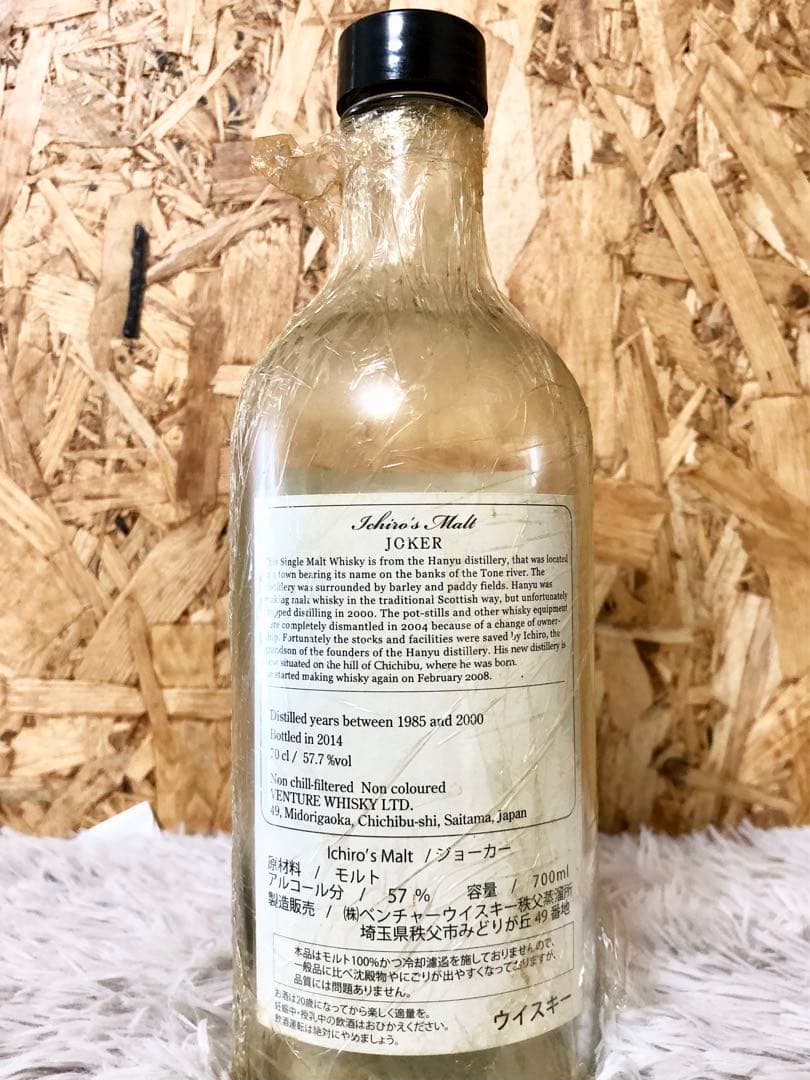 Ichiro's Malt
JOKER
Single Malt Whisky is from the Hanyu distillery, that was located
town bearing its name on the banks of the Tone river. The
was surrounded by barley and paddy fields. Hanyu was
malt whisky in the traditional Scottish way, but unfortunately
distilling in 2000. The pot-stills and other whisky equipment
completely dismantled in 2004 because of a change of owner-
ship. Fortunately the stocks and facilities were saved by Ichiro, the
grandson of the founders of the Hanyu distillery. His new distillery is
situated on the hill of Chichibu, where he was born.
started making whisky again on February 2008.
Distilled years between 1985 and 2000
Bottled in 2014
70 cl / 57.7 %vol
Non chill-filtered Non coloured
VENTURE WHISKY LTD.
49, Midorigaoka, Chichibu-shi, Saitama, Japan
Ichiro's Malt / ジョーカー
原材料 / モルト
アルコール分 / 57 % 容量 / 700ml
製造販売 / (株)ベンチャーウイスキー秩父蒸溜所
埼玉県秩父市みどりが丘49番地
本品はモルト100%かつ冷却濾過を施しておりませんので、
一般品に比べ沈殿物やにごりが出やすくなっておりますが、
品質には問題ありません。
お酒は20歳になってから楽しく適量を。
妊娠中・授乳中の飲酒はおひかえください。
飲酒運転は絶対にやめましょう。
ウイスキー